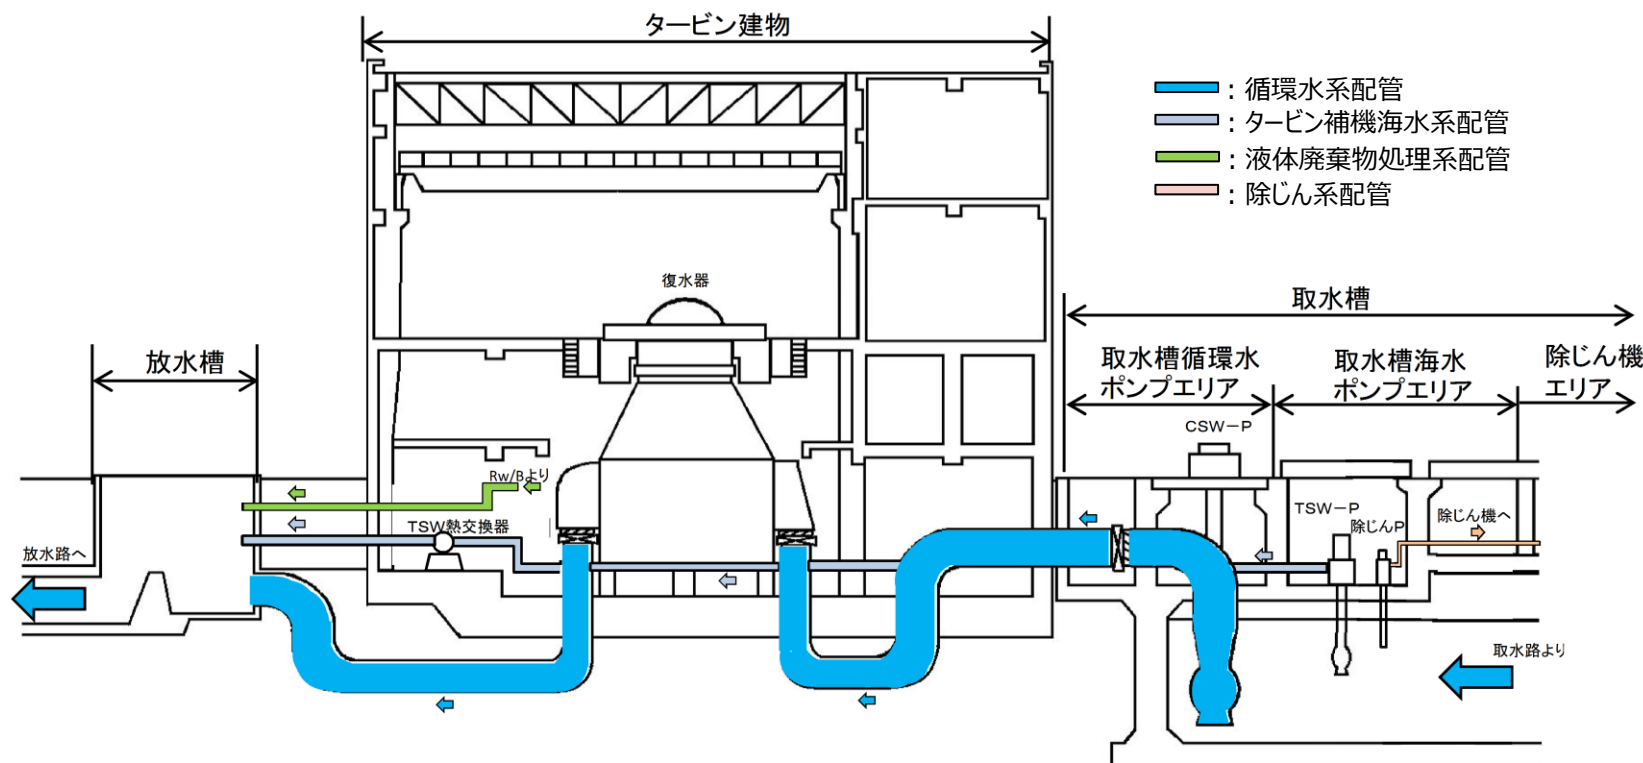 タービン建物
：循環水系配管
：タービン補機海水系配管
：液体廃棄物処理系配管
：除じん系配管
復水器
取水槽
放水槽
取水槽循環水
ポンプエリア
取水槽海水
ポンプエリア
除じん機
エリア
CSW－P
Rw/Bより
TSW熱交換器
TSW－P
除じんP
除じん機へ
放水路へ
取水路より